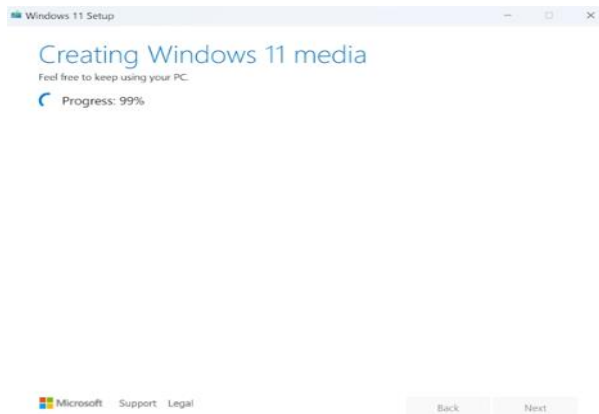 Windows 11 Setup
Creating Windows 11 media
Feel free to keep using your PC.
Progress: 99%
Microsoft Support Legal
Back Next